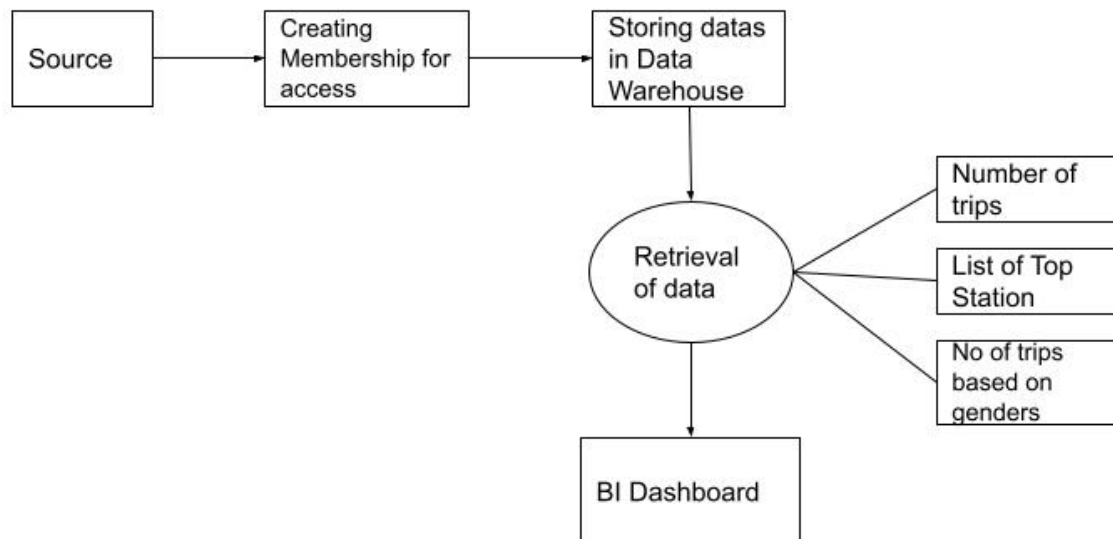 Source
Creating
Membership for
access
Storing datas
in Data
Warehouse
Number of
trips
Retrieval
of data
List of Top
Station
No of trips
based on
genders
BI Dashboard